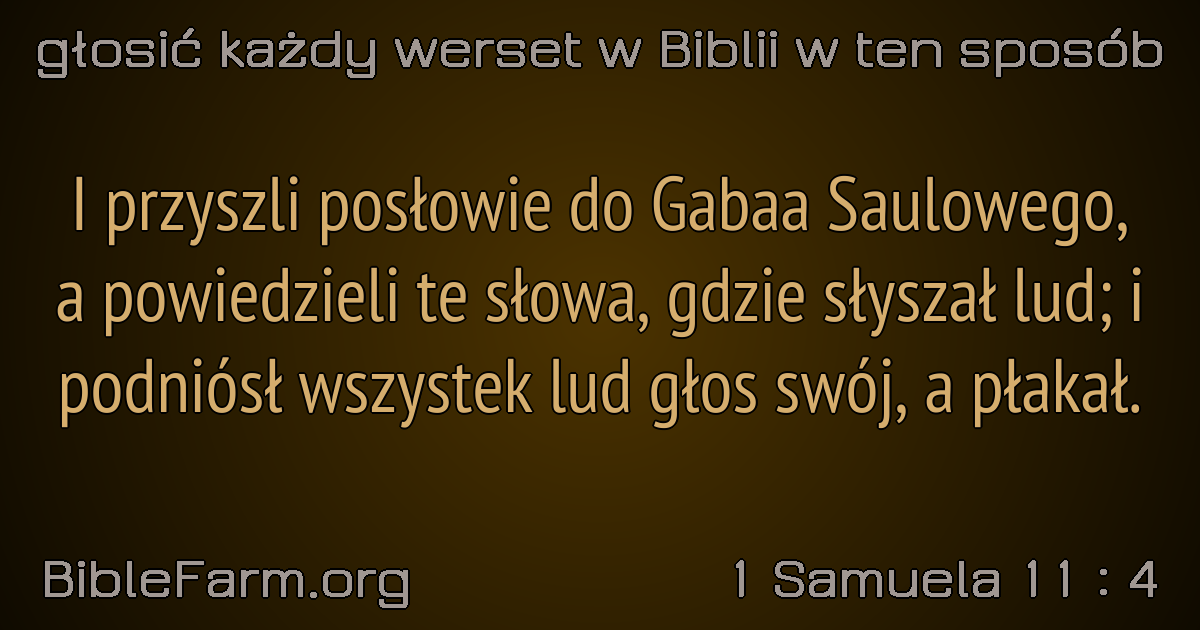 głosić każdy werset w Biblii w ten sposób
I przyszli posłowie do Gabaa Saulowego,
a powiedzieli te słowa, gdzie słyszał lud; i
podniósł wszystek lud głos swój, a płakał.
BibleFarm.org
1 Samuela 11 : 4